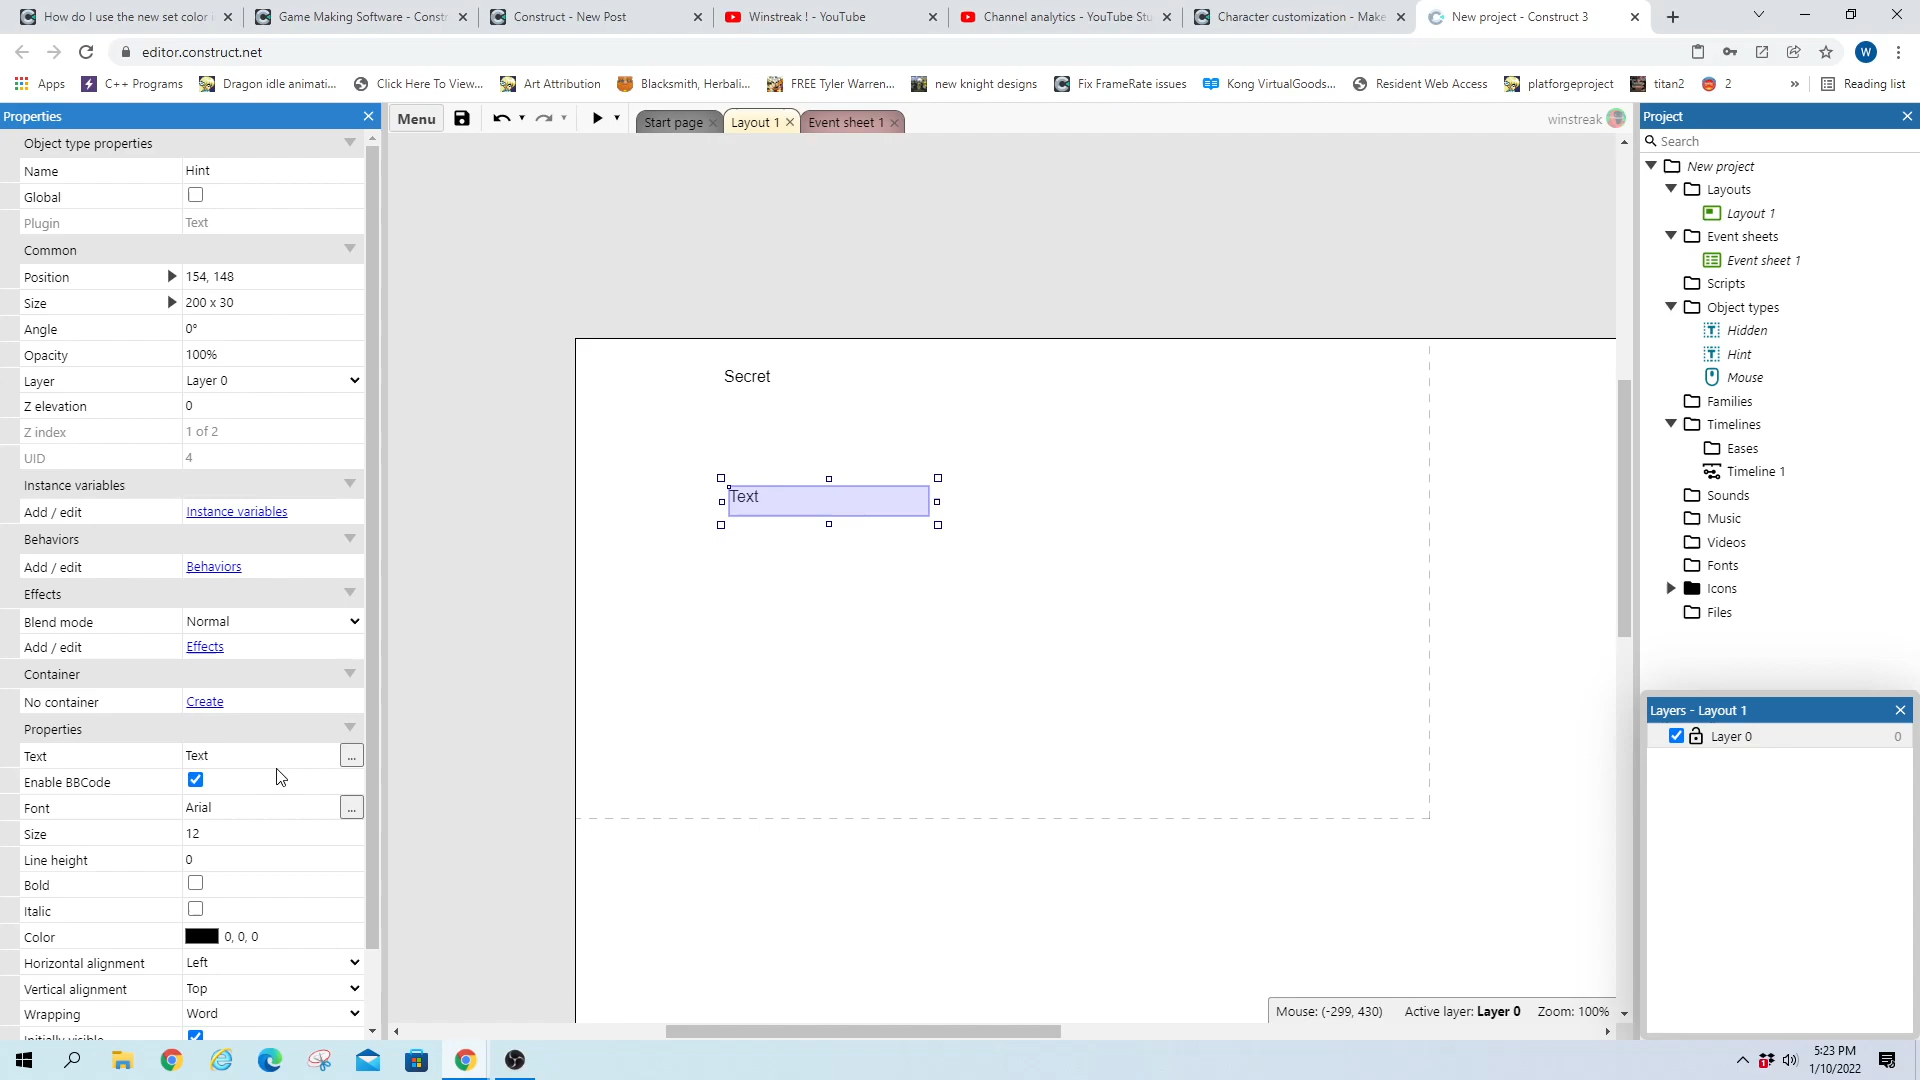 How do I use the new set color i
Game Making Software - Constr
Construct - New Post
Winstreak ! - YouTube
Channel analytics - YouTube Stu
Character customization - Make
New project - Construct 3
editor.construct.net
W
Apps
C++ Programs
Dragon idle animati...
Click Here To View...
Art Attribution
Blacksmith, Herbali...
FREE Tyler Warren...
new knight designs
Fix FrameRate issues
Kong VirtualGoods...
Resident Web Access
platforgeproject
titan2
2
»
Reading list
Properties
Menu
Start page
Layout 1
Event sheet 1
winstreak
Project
Search
Object type properties
Name Hint
Global
Plugin Text
Common
Position 154, 148
Size 200 x 30
Angle 0°
Opacity 100%
Layer Layer 0
Z elevation 0
Z index 1 of 2
UID 4
Instance variables
Add / edit Instance variables
Behaviors
Add / edit Behaviors
Effects
Blend mode Normal
Add / edit Effects
Container
No container Create
Properties
Text Text ...
Enable BBCode
Font Arial ...
Size 12
Line height 0
Bold
Italic
Color 0, 0, 0
Horizontal alignment Left
Vertical alignment Top
Wrapping Word
Initially visible
Secret
Text
Mouse: (-299, 430) Active layer: Layer 0 Zoom: 100%
New project
Layouts
Layout 1
Event sheets
Event sheet 1
Scripts
Object types
Hidden
Hint
Mouse
Families
Timelines
Eases
Timeline 1
Sounds
Music
Videos
Fonts
Icons
Files
Layers - Layout 1
Layer 0 0
5:23 PM
1/10/2022